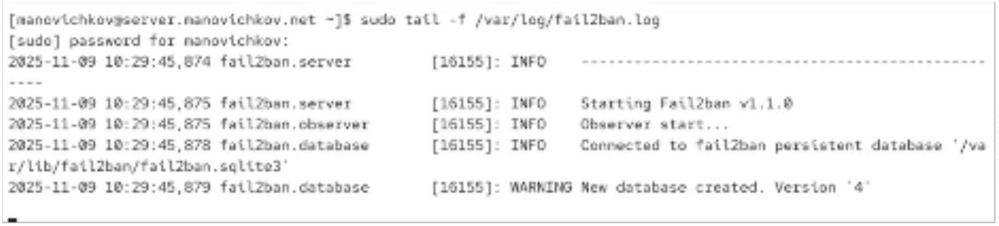 [manovichkov@server.manovichkov.net ~]$ sudo tail -f /var/log/fail2ban.log
[sudo] password for manovichkov:
2025-11-09 10:29:45,874 fail2ban.server         [16155]: INFO    ----------------------------------------------
----
2025-11-09 10:29:45,875 fail2ban.server         [16155]: INFO    Starting Fail2ban v1.1.0
2025-11-09 10:29:45,875 fail2ban.observer       [16155]: INFO    Observer start...
2025-11-09 10:29:45,878 fail2ban.database       [16155]: INFO    Connected to fail2ban persistent database '/va
r/lib/fail2ban/fail2ban.sqlite3'
2025-11-09 10:29:45,879 fail2ban.database       [16155]: WARNING New database created. Version '4'